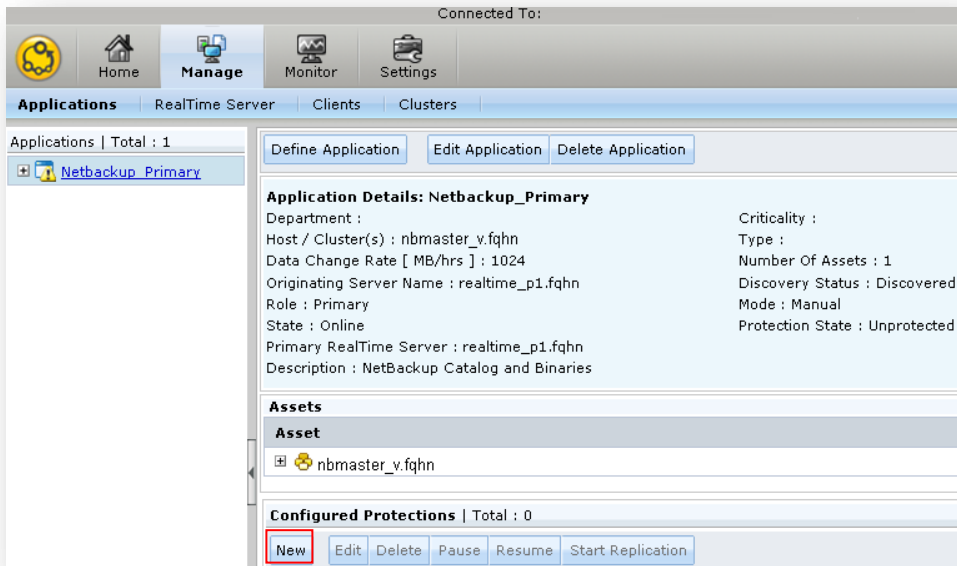 Connected To:
Home
Manage
Monitor
Settings
Applications
RealTime Server
Clients
Clusters
Applications | Total : 1
Netbackup_Primary
Define Application
Edit Application
Delete Application
Application Details: Netbackup_Primary
Department :
Criticality :
Host / Cluster(s) : nbmaster_v.fqhn
Type :
Data Change Rate [ MB/hrs ] : 1024
Number Of Assets : 1
Originating Server Name : realtime_p1.fqhn
Discovery Status : Discovered
Role : Primary
Mode : Manual
State : Online
Protection State : Unprotected
Primary RealTime Server : realtime_p1.fqhn
Description : NetBackup Catalog and Binaries
Assets
Asset
nbmaster_v.fqhn
Configured Protections | Total : 0
New
Edit
Delete
Pause
Resume
Start Replication